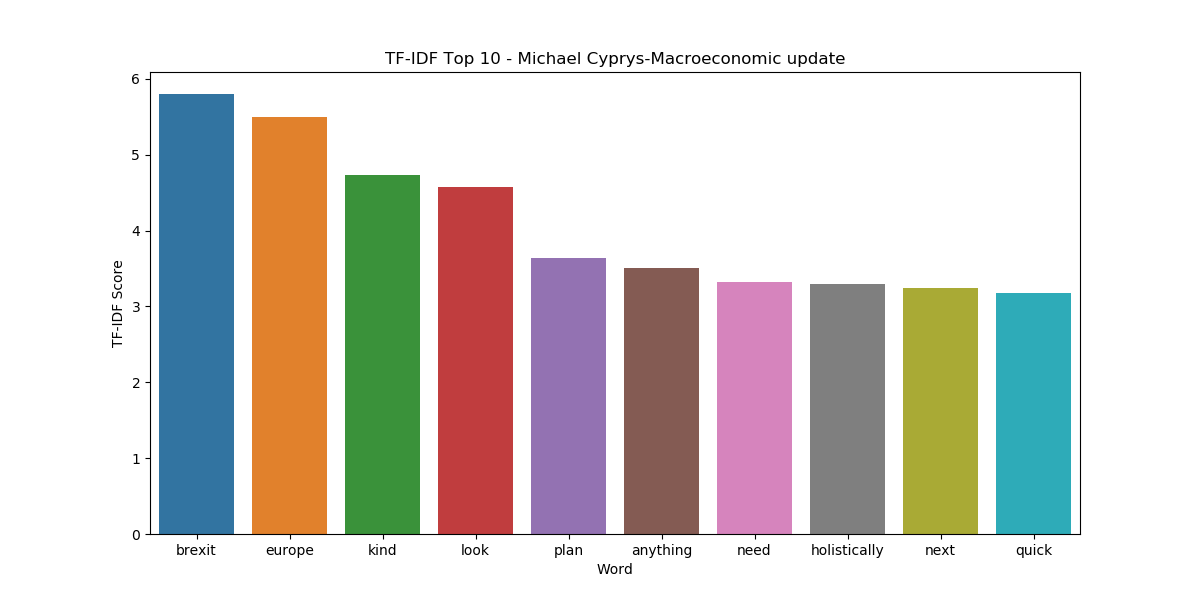 TF-IDF Top 10 - Michael Cyprys-Macroeconomic update
6
5
4
3
2
1
0
TF-IDF Score
brexit europe kind look plan anything need holistically next quick
Word